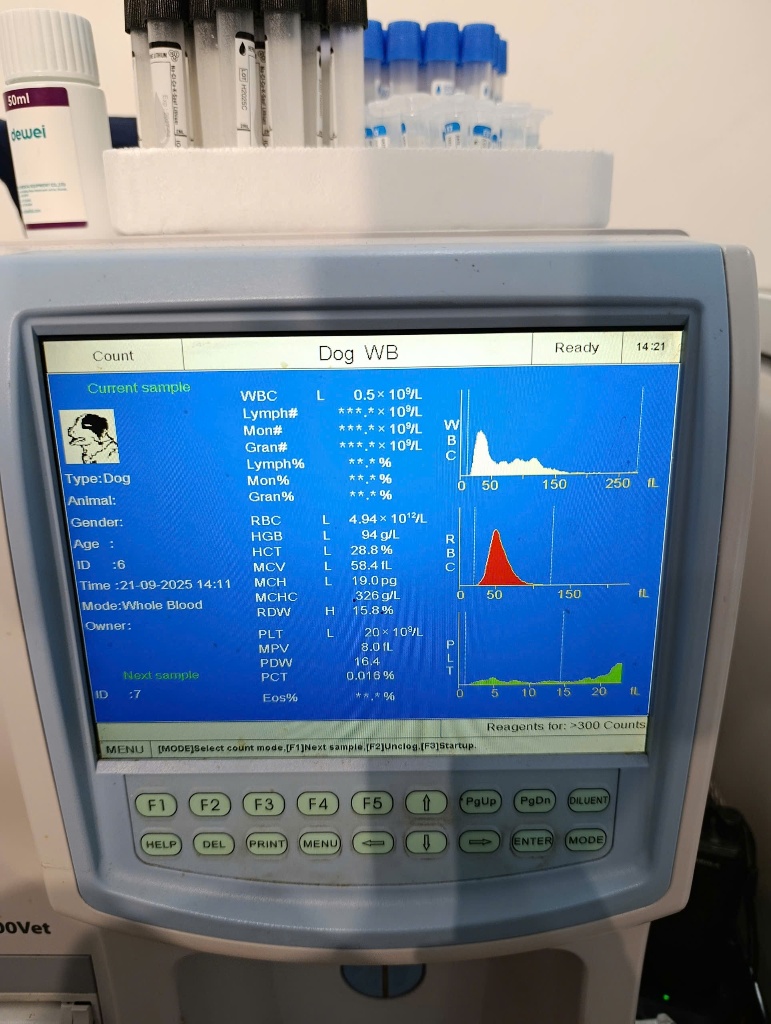 50ml
dewei
Count Dog WB Ready 14:21
Current sample
Type:Dog
Animal:
Gender:
Age :
ID :6
Time :21-09-2025 14:11
Mode:Whole Blood
Owner:
Next sample
ID :7
WBC L 0.5 × 10⁹/L
Lymph# ***.* × 10⁹/L
Mon# ***.* × 10⁹/L
Gran# ***.* × 10⁹/L
Lymph% **.* %
Mon% **.* %
Gran% **.* %
RBC L 4.94 × 10¹²/L
HGB L 94 g/L
HCT L 28.8 %
MCV L 58.4 fL
MCH L 19.0 pg
MCHC 326 g/L
RDW H 15.8 %
PLT L 20 × 10⁹/L
MPV 8.0 fL
PDW 16.4
PCT 0.016 %
Eos% **.* %
WBC
0 50 150 250 fL
RBC
0 50 150 fL
PLT
0 5 10 15 20 fL
Reagents for: >300 Counts
MENU [MODE]Select count mode,[F1]Next sample,[F2]Unclog,[F3]Startup.
F1 F2 F3 F4 F5 ⇧ PgUp PgDn DILUENT
HELP DEL PRINT MENU ⇦ ⇩ ⇨ ENTER MODE
00Vet